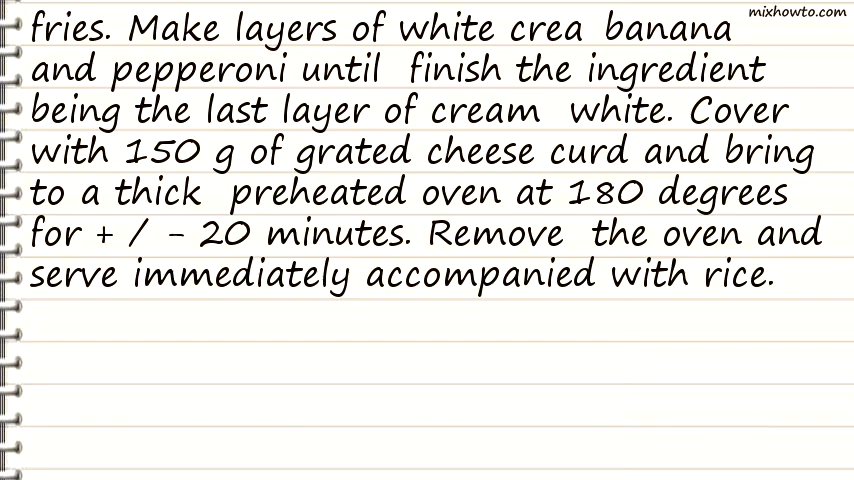 mixhowto.com
fries. Make layers of white crea banana
and pepperoni until finish the ingredient
being the last layer of cream white. Cover
with 150 g of grated cheese curd and bring
to a thick preheated oven at 180 degrees
for + / - 20 minutes. Remove the oven and
serve immediately accompanied with rice.